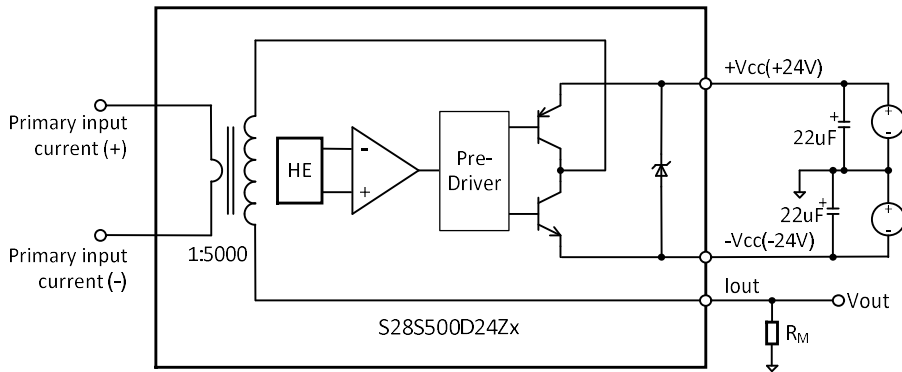 +Vcc(+24V)
Primary input
current (+)
+
22uF
+
-
HE
-
+
Pre-
Driver
+
22uF
+
-
Primary input
current (-)
1:5000
-Vcc(-24V)
Iout
Vout
S28S500D24Zx
RM